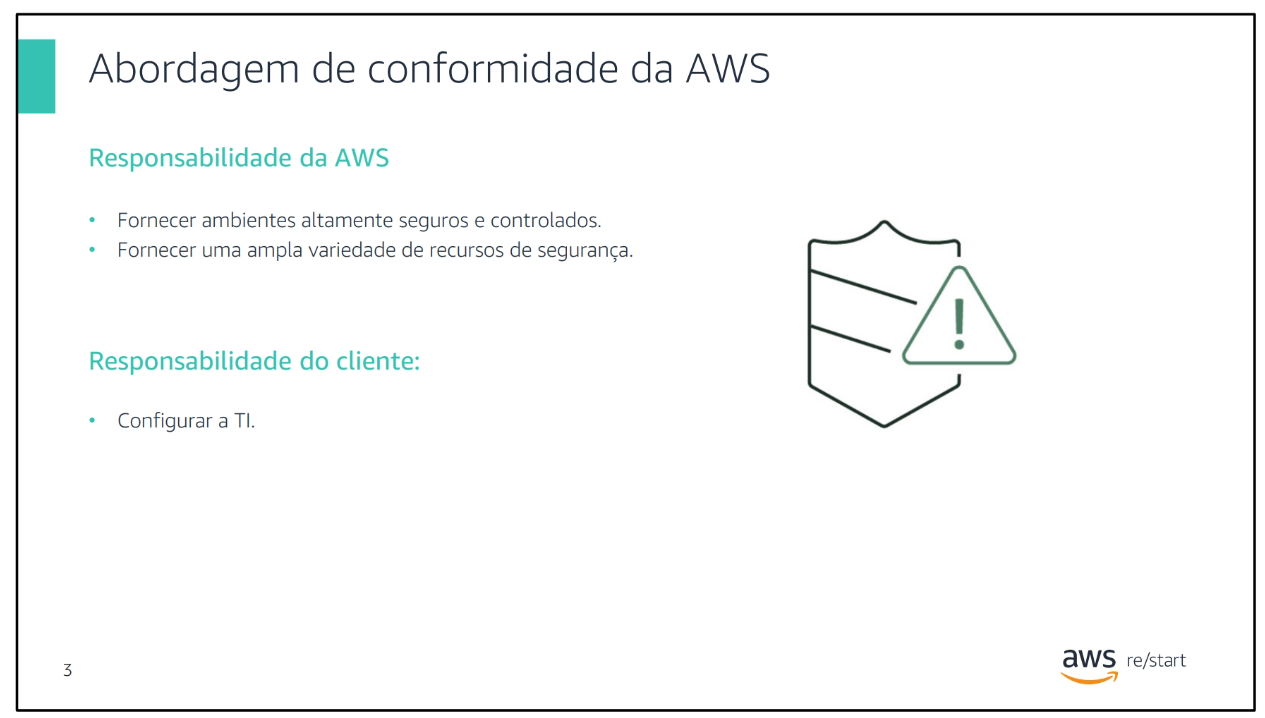 Abordagem de conformidade da AWS
Responsabilidade da AWS
• Fornecer ambientes altamente seguros e controlados.
• Fornecer uma ampla variedade de recursos de segurança.
Responsabilidade do cliente:
• Configurar a TI.
3
aws re/start